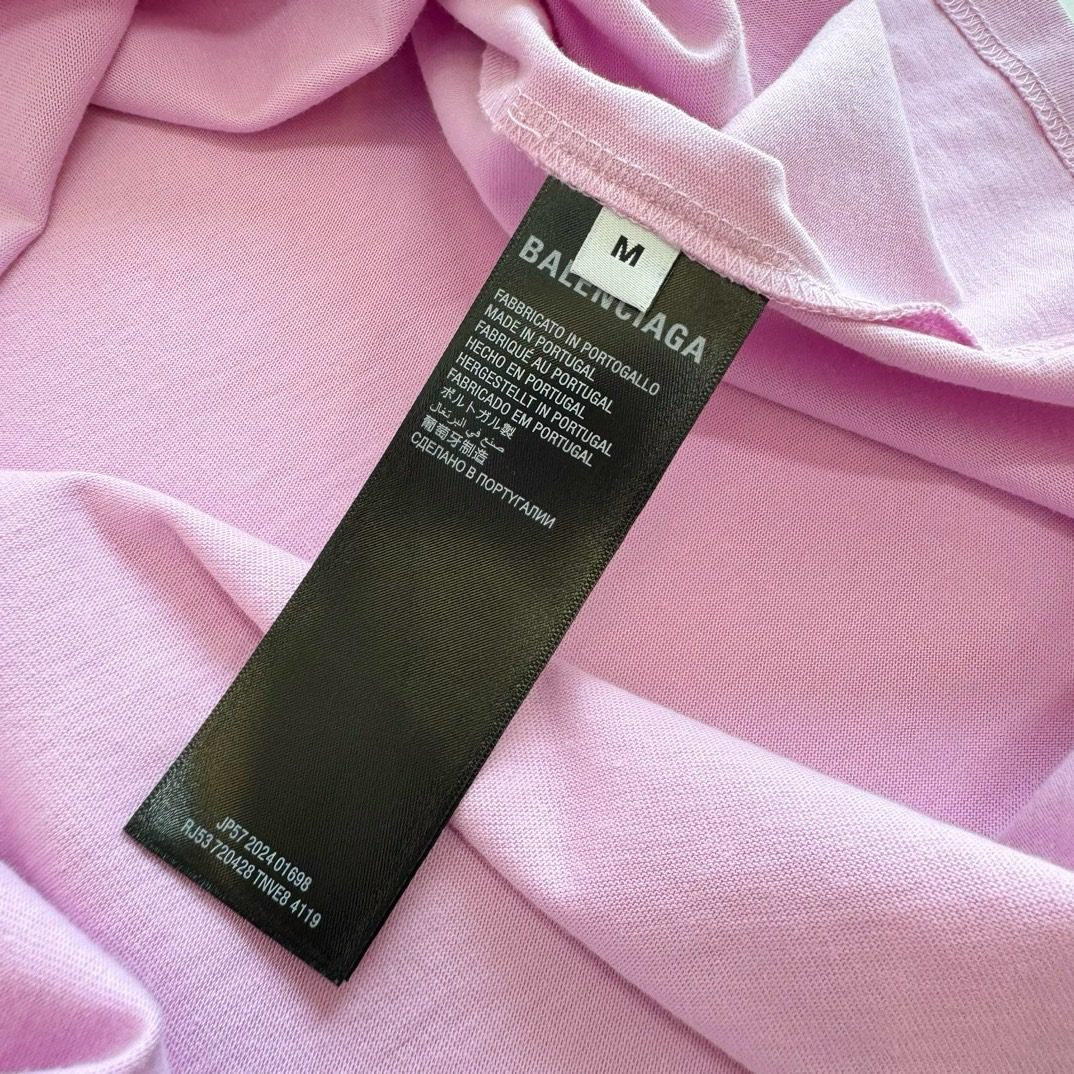 M
BALENCIAGA
FABBRICATO IN PORTOGALLO
MADE IN PORTUGAL
FABRIQUÉ AU PORTUGAL
HECHO EN PORTUGAL
HERGESTELLT IN PORTUGAL
FABRICADO EM PORTUGAL
ポルトガル製
صنع في البرتغال
葡萄牙制造
СДЕЛАНО В ПОРТУГАЛИИ
JP57 2024 01698
RJ53 720428 TNVE8 4119